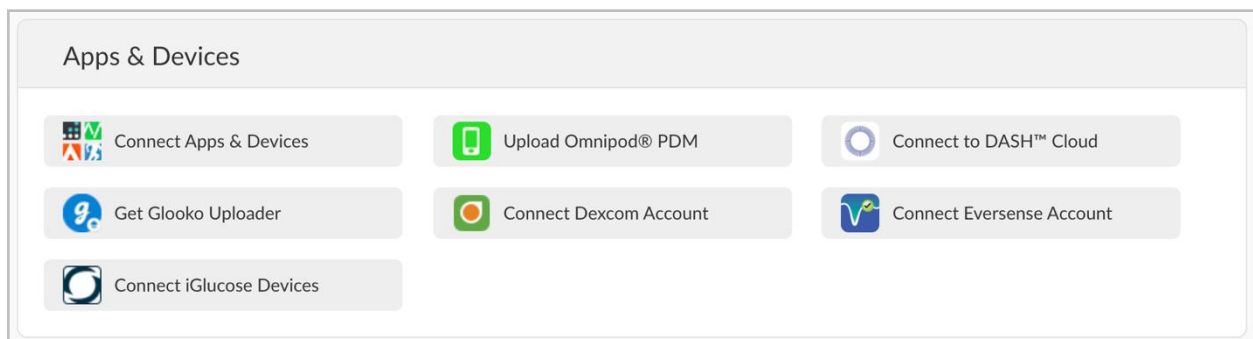 Apps & Devices
Connect Apps & Devices
Upload Omnipod® PDM
Connect to DASH™ Cloud
Get Glooko Uploader
Connect Dexcom Account
Connect Eversense Account
Connect iGlucose Devices